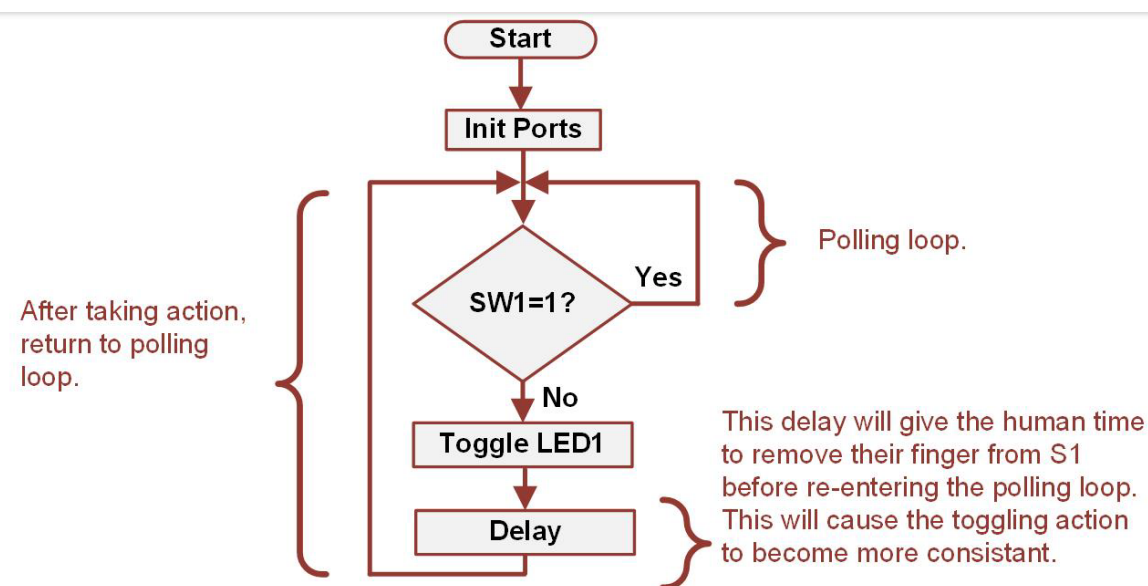 Start
Init Ports
Polling loop.
Yes
SW1=1?
After taking action,
return to polling
loop.
No
Toggle LED1
This delay will give the human time
to remove their finger from S1
before re-entering the polling loop.
This will cause the toggling action
to become more consistant.
Delay